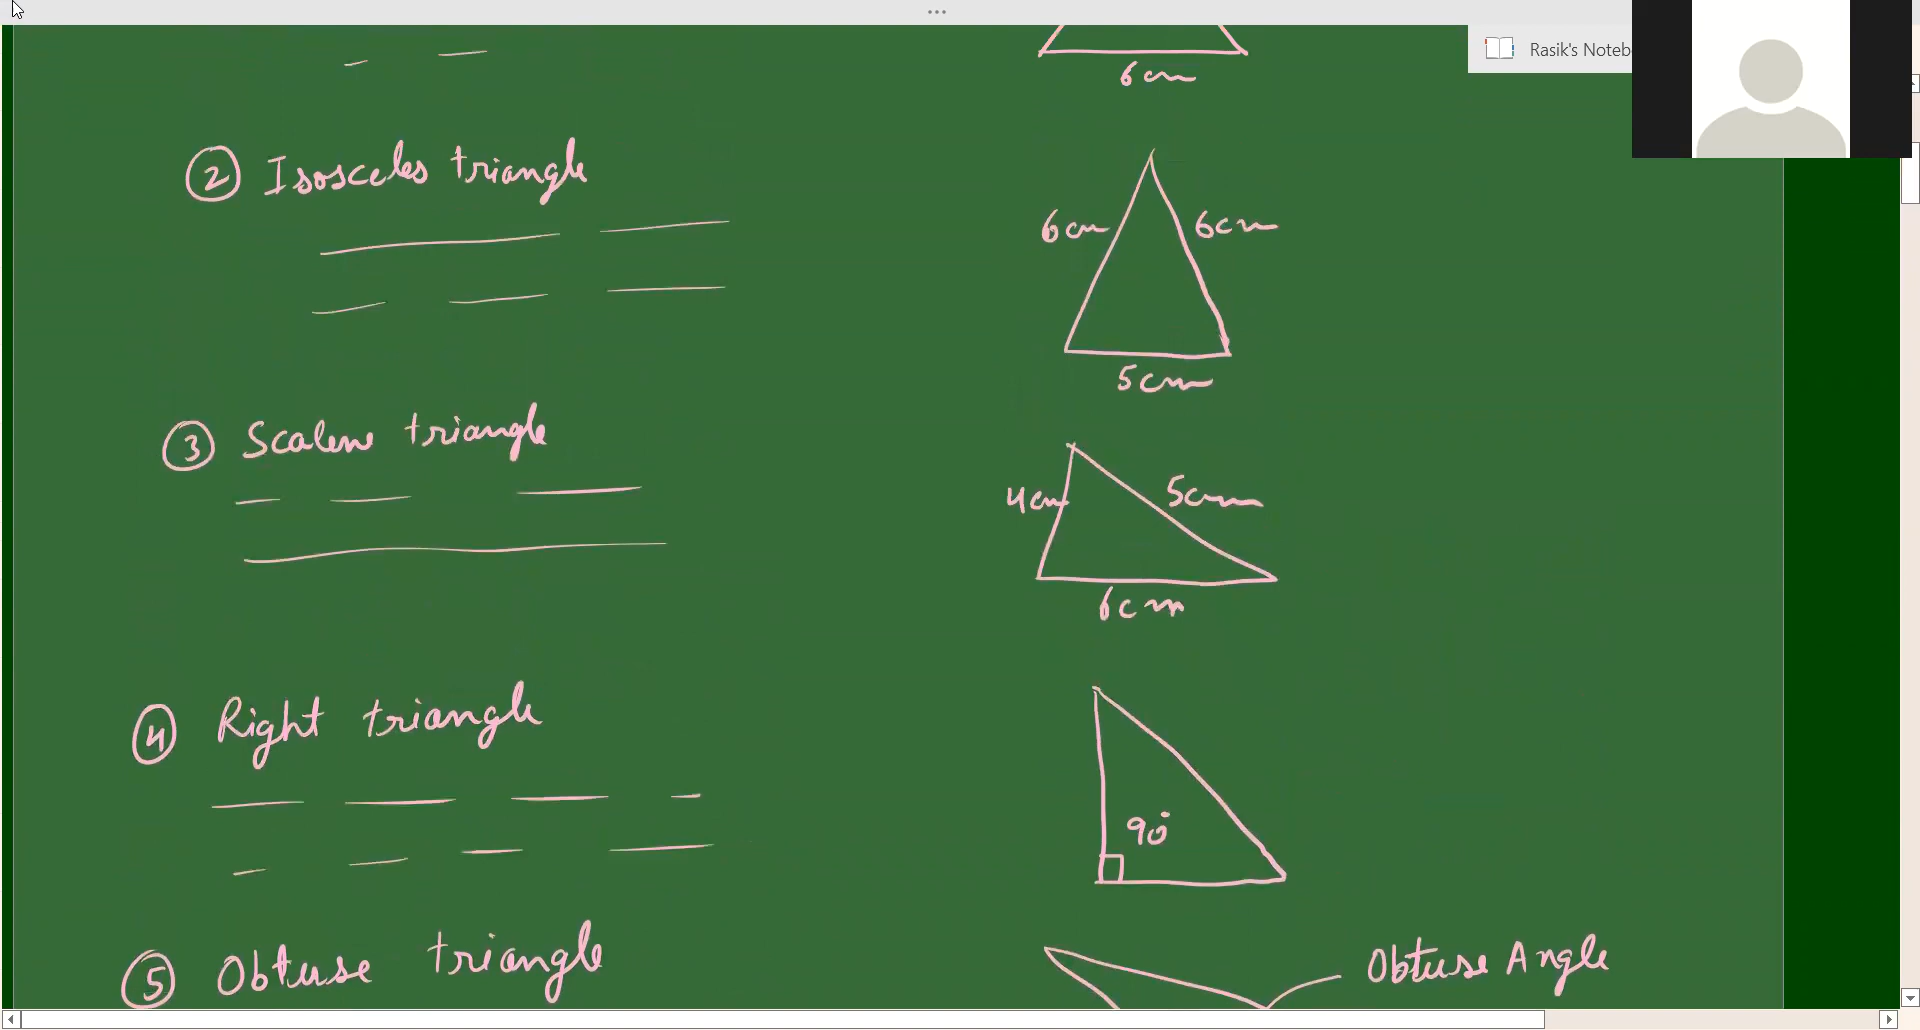 ...
Rasik's Noteb
6cm
② Isosceles triangle
6cm 6cm
5cm
③ Scalene triangle
4cm 5cm
6cm
④ Right triangle
90°
⑤ Obtuse triangle
Obtuse Angle